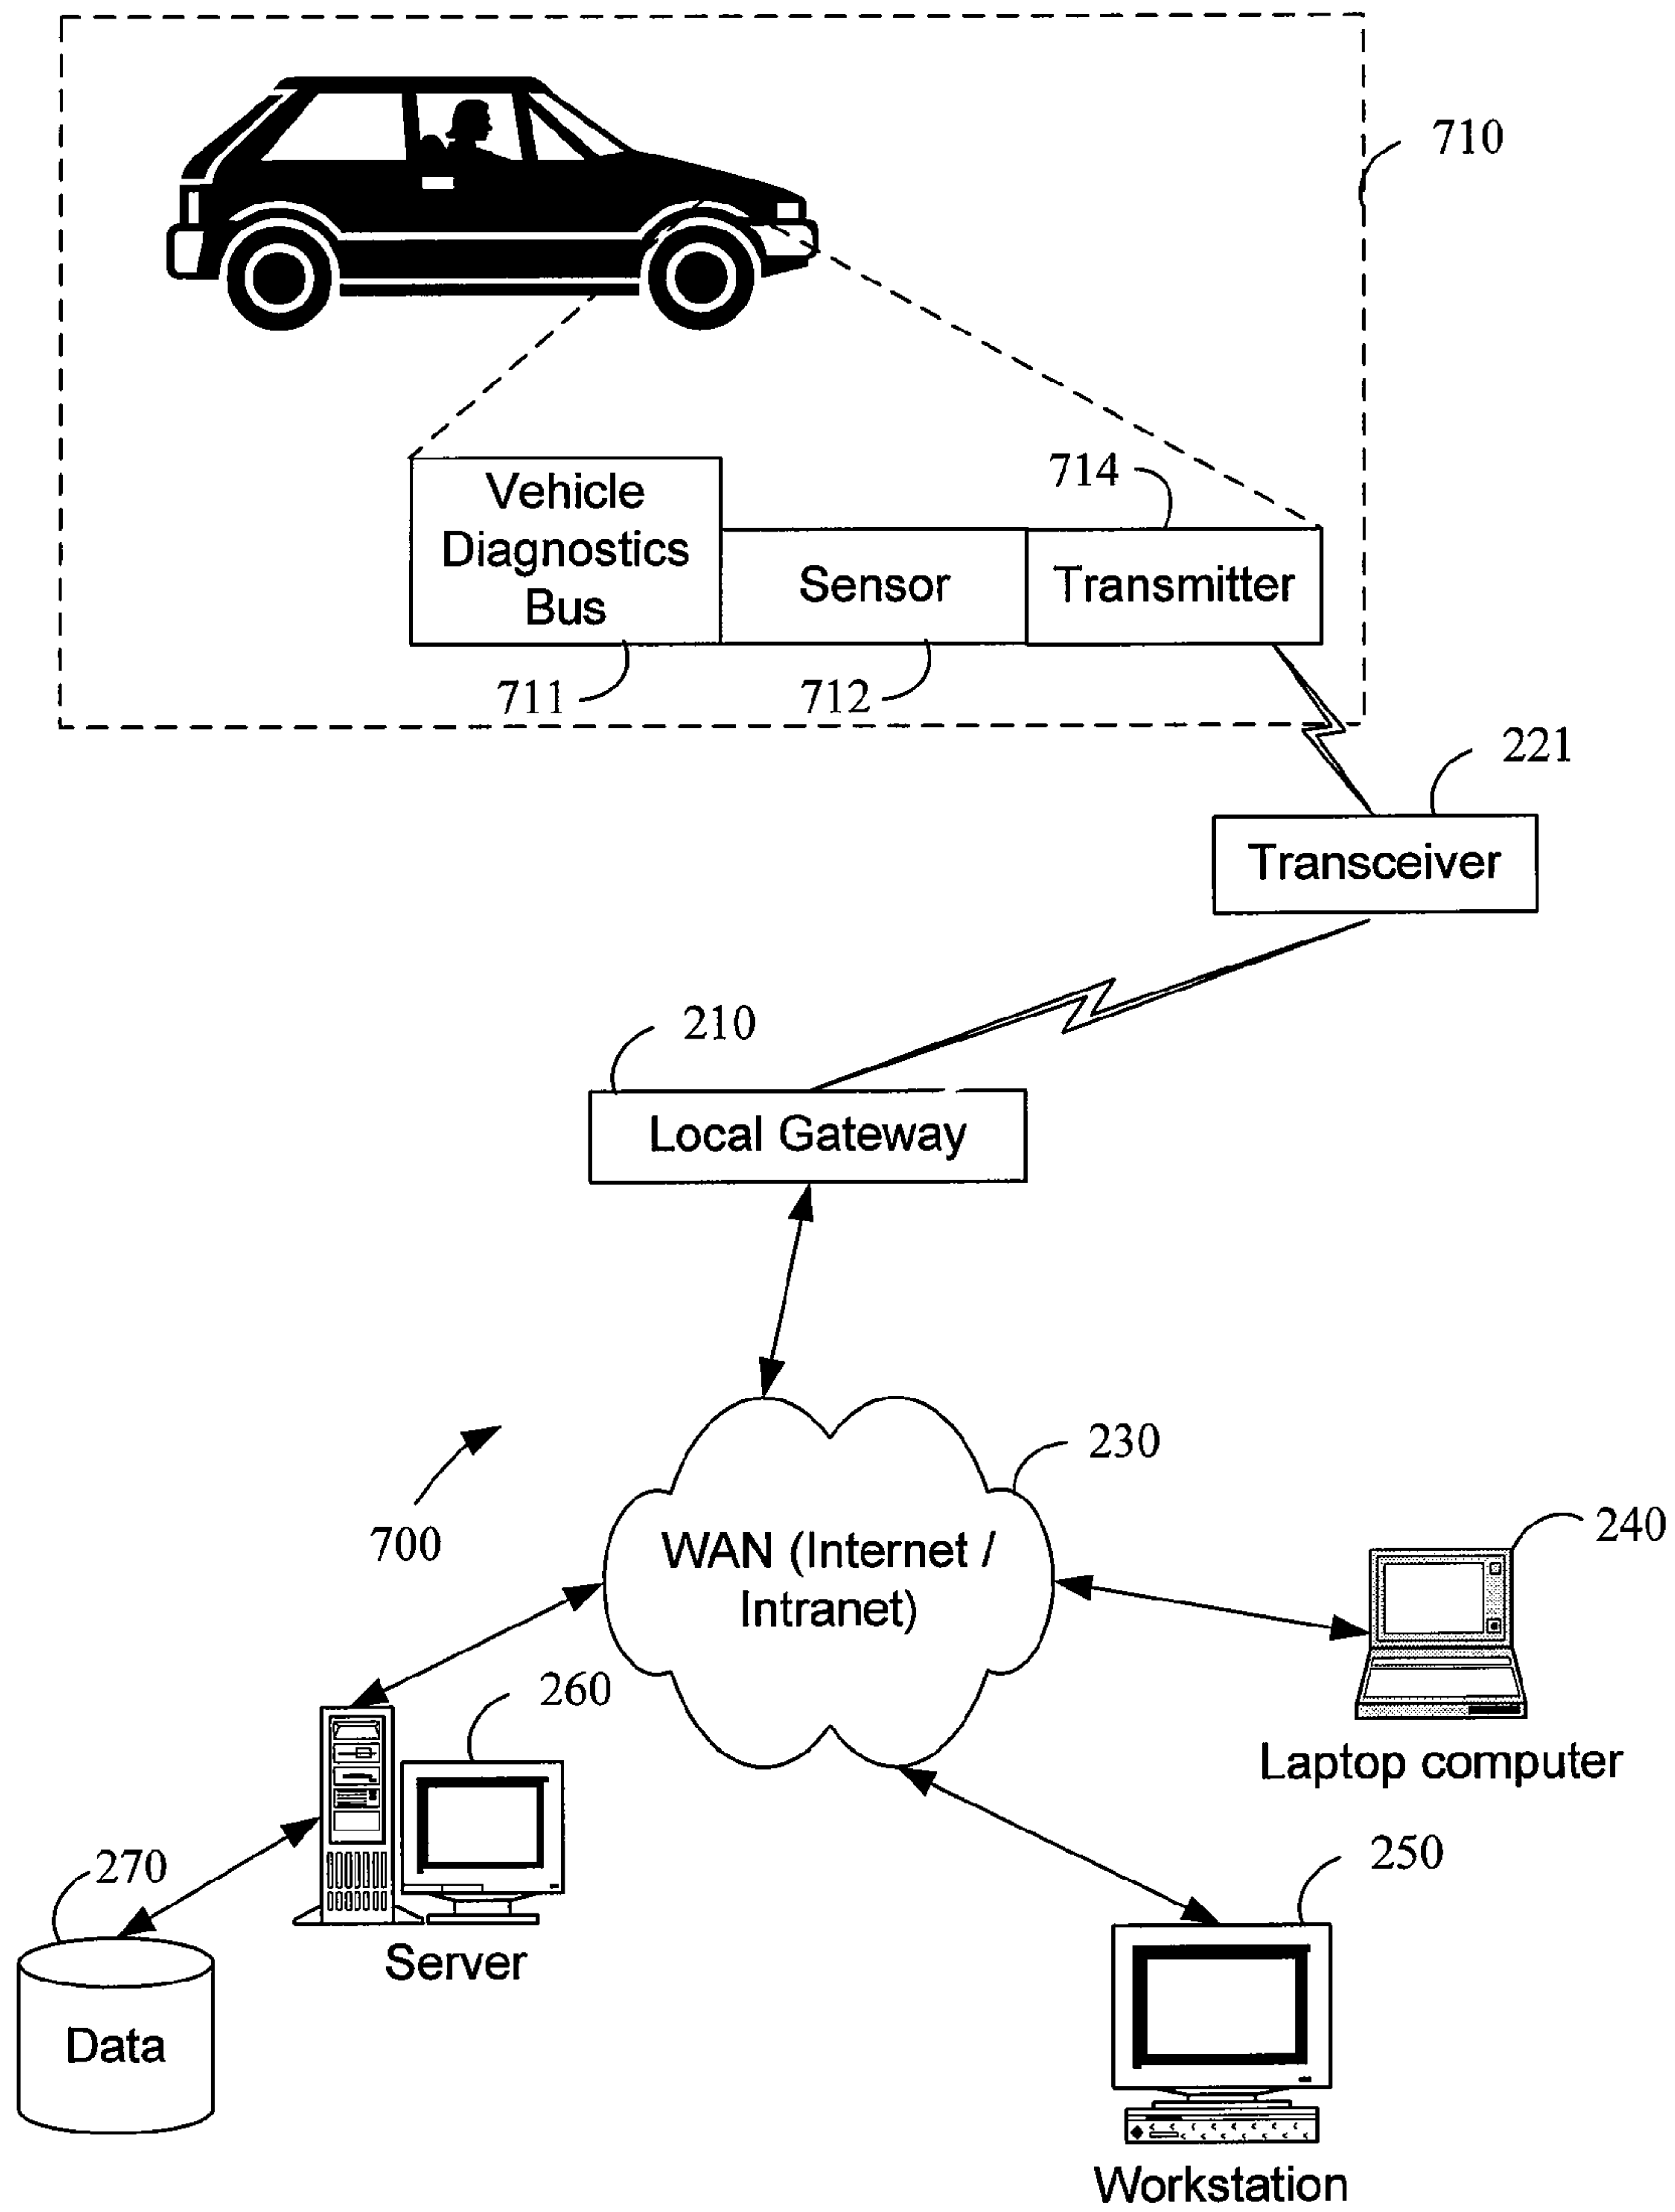 710
Vehicle
Diagnostics
Bus
Sensor
714
Transmitter
711
712
221
Transceiver
210
Local Gateway
700
230
WAN (Internet /
Intranet)
240
Laptop computer
260
Server
270
Data
250
Workstation